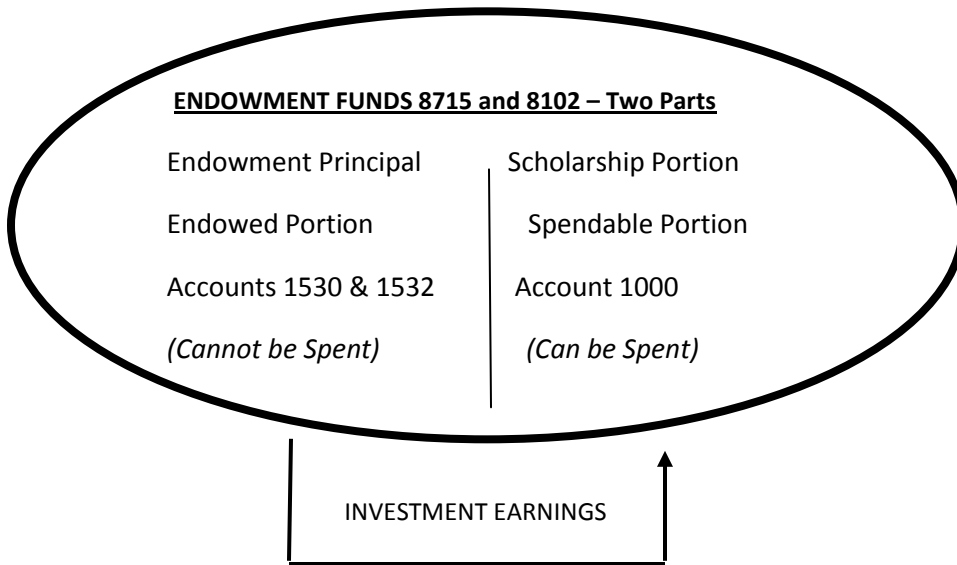 ENDOWMENT FUNDS 8715 and 8102 – Two Parts
Endowment Principal
Endowed Portion
Accounts 1530 & 1532
(Cannot be Spent)
Scholarship Portion
Spendable Portion
Account 1000
(Can be Spent)
INVESTMENT EARNINGS